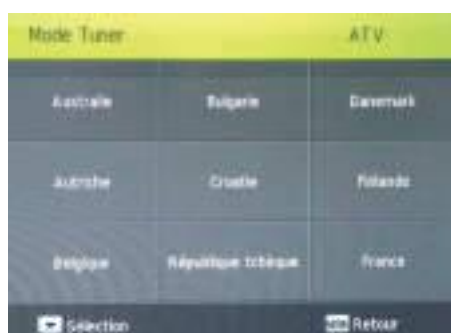 Mode Tuner ATV
Australie Bulgarie Danemark
Autriche Croatie Finlande
Belgique République tchèque France
Sélection Retour